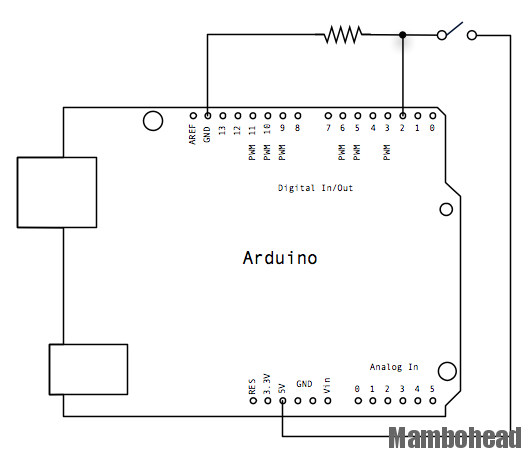 AREF GND 13 12 11 10 9 8 7 6 5 4 3 2 1 0
PWM PWM PWM PWM PWM PWM
Digital In/Out
Arduino
Analog In
RES 3.3V 5V GND Vin 0 1 2 3 4 5
Mambohead